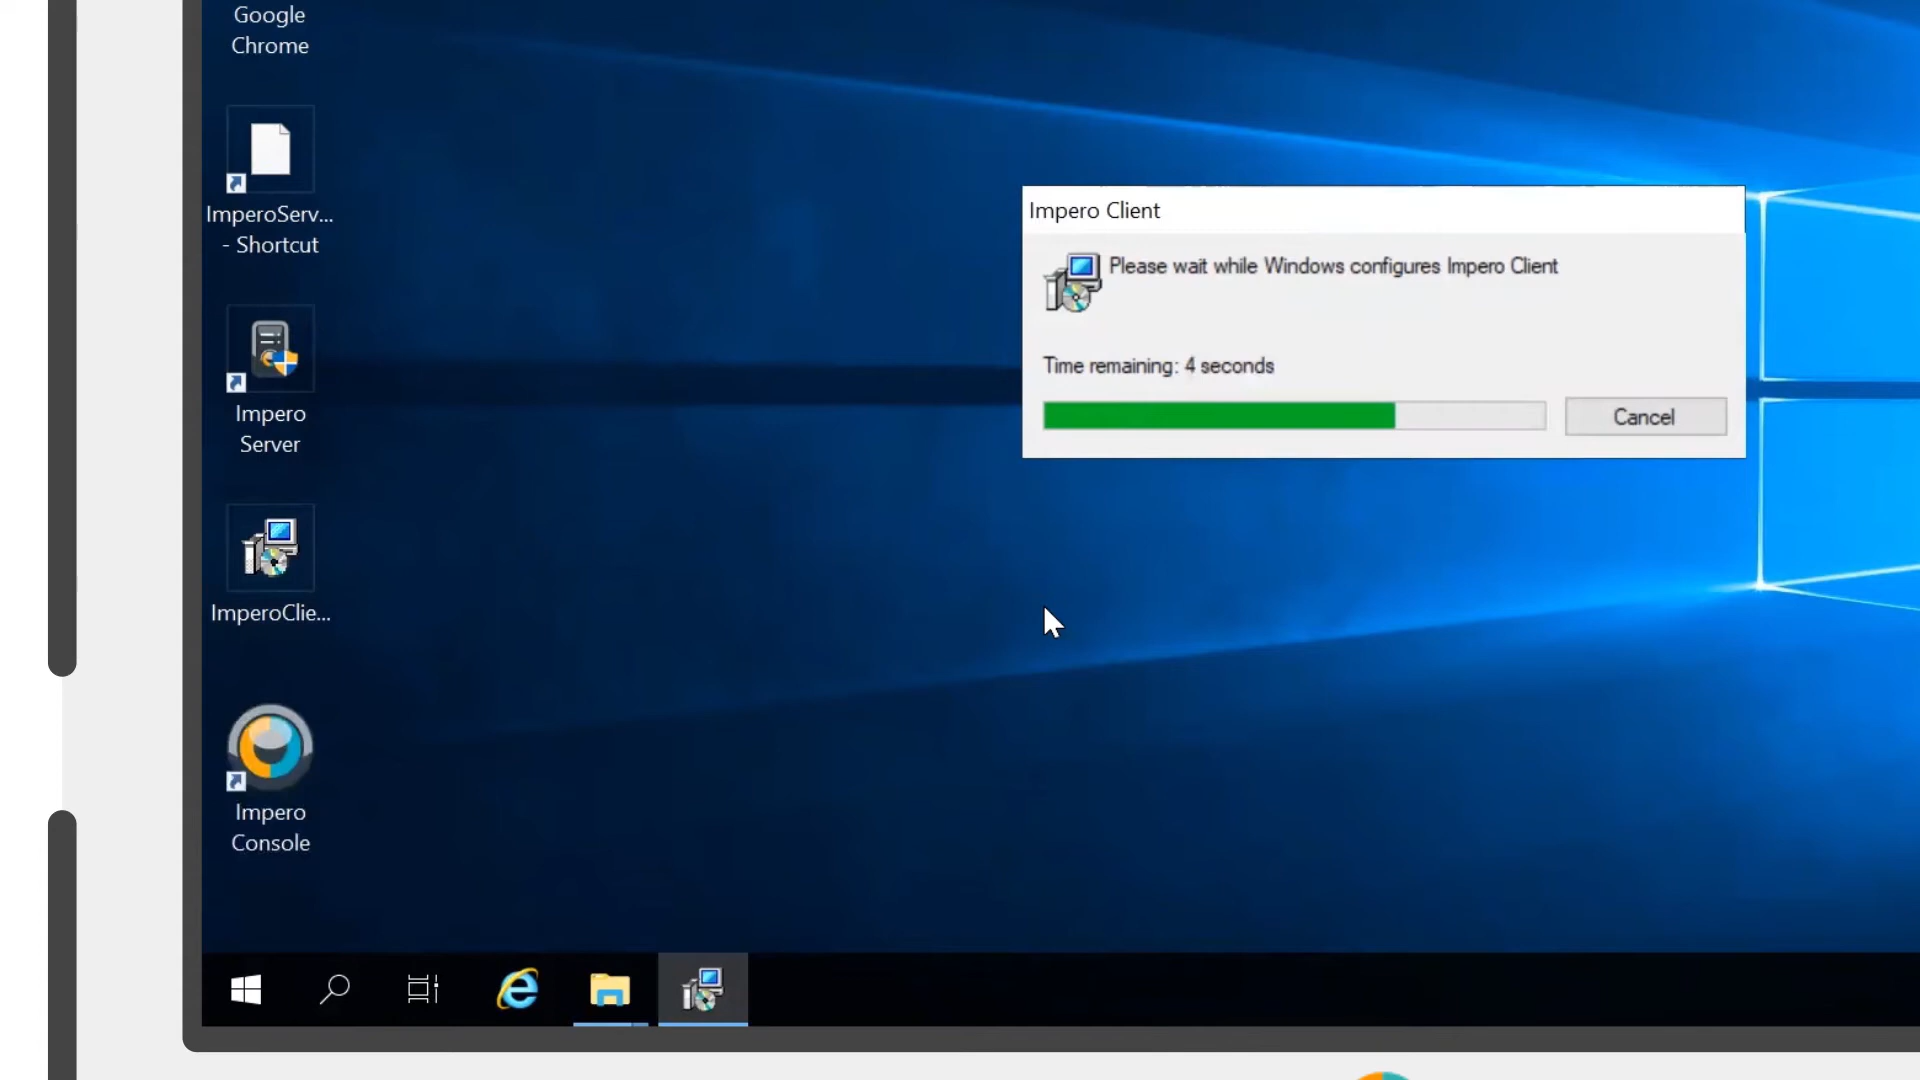 Google
Chrome
ImperoServ...
- Shortcut
Impero
Server
ImperoClie...
Impero
Console
Impero Client
Please wait while Windows configures Impero Client
Time remaining: 4 seconds
Cancel